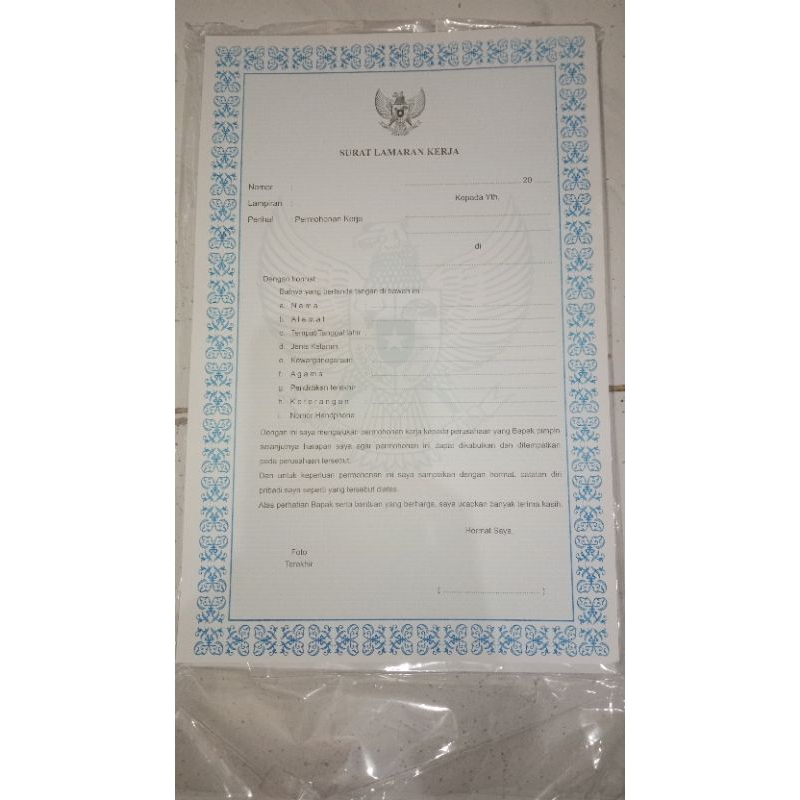 SURAT LAMARAN KERJA
Nomor : ........ 20 ......
Lampiran : Kepada Yth.
Perihal : Permohonan Kerja
di
Dengan hormat
Bahwa yang bertanda tangan di bawah ini :
a. N a m a
b. A l a m a t
c. Tempat/Tanggal lahir
d. Jenis Kelamin
e. Kewarganegaraan
f. A g a m a
g. Pendidikan terakhir
h. K e t e r a n g a n
i. Nomor Handphone
Dengan ini saya mengajukan permohonan kerja kepada perusahaan yang Bapak pimpin
selanjutnya harapan saya agar permohonan ini dapat dikabulkan dan ditempatkan
pada perusahaan tersebut.
Dan untuk keperluan permohonan ini saya sampaikan dengan hormat, catatan diri
pribadi saya seperti yang tersebut diatas.
Atas perhatian Bapak serta bantuan yang berharga, saya ucapkan banyak terima kasih.
Hormat Saya,
Foto
Terakhir
( ........................................ )